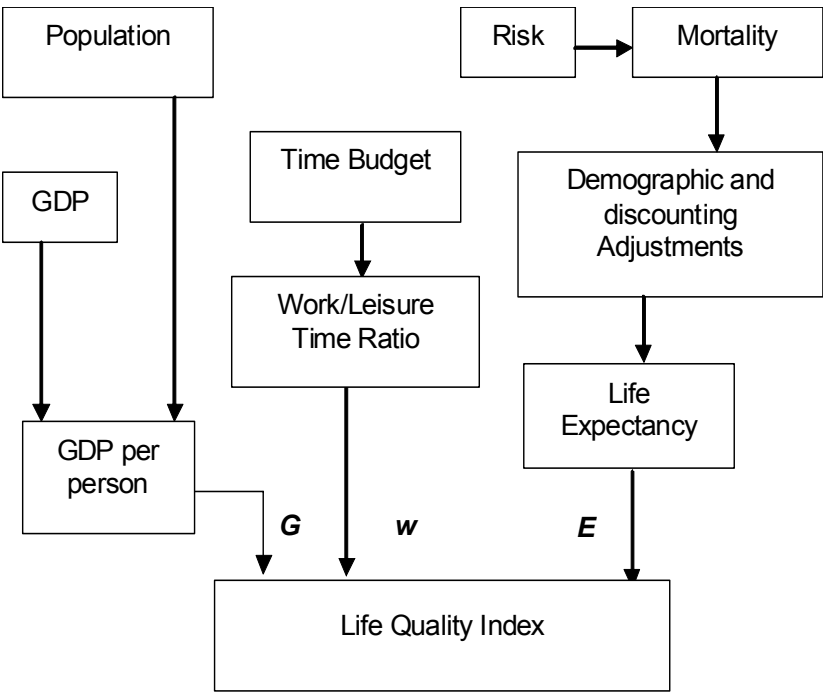 Population
Risk
Mortality
Time Budget
Demographic and
discounting
Adjustments
GDP
Work/Leisure
Time Ratio
Life
Expectancy
GDP per
person
G
w
E
Life Quality Index